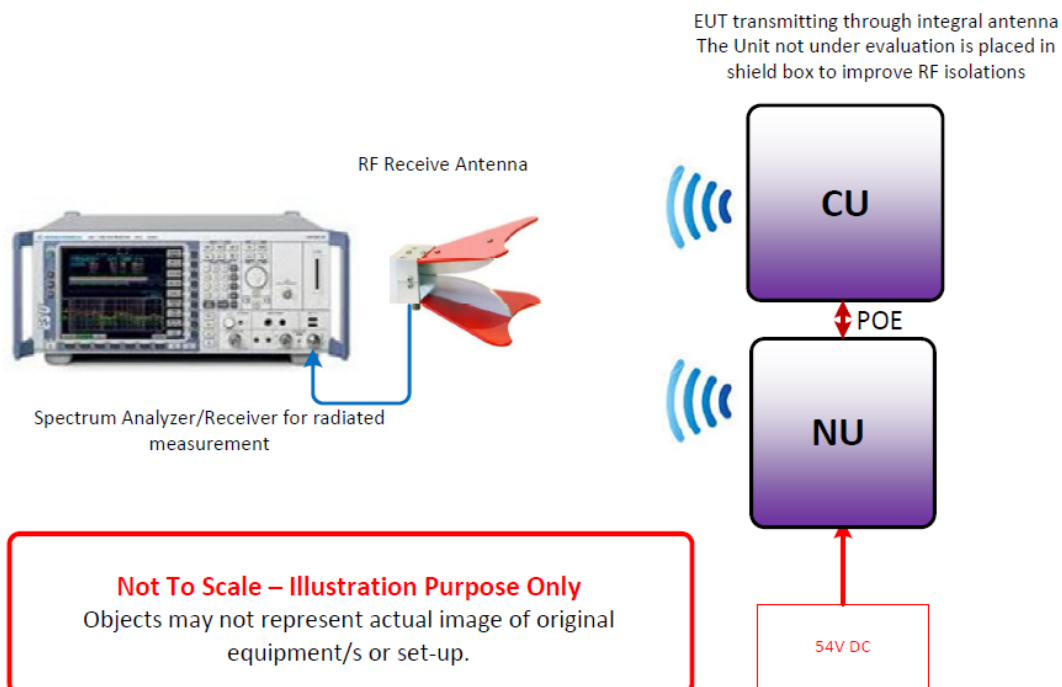 EUT transmitting through integral antenna
The Unit not under evaluation is placed in
shield box to improve RF isolations
RF Receive Antenna
CU
POE
Spectrum Analyzer/Receiver for radiated
measurement
NU
Not To Scale – Illustration Purpose Only
Objects may not represent actual image of original
equipment/s or set-up.
54V DC